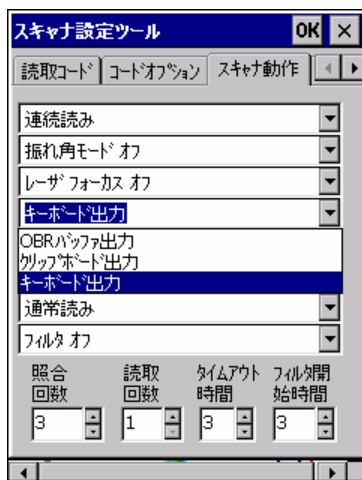 スキャナ設定ツール OK ×
読取コード コードオプション スキャナ動作
連続読み
振れ角モード オフ
レーザ フォーカス オフ
キーボード出力
OBRバッファ出力
クリップボード出力
キーボード出力
通常読み
フィルタ オフ
照合回数 読取回数 タイムアウト時間 フィルタ開始時間
3 1 3 3